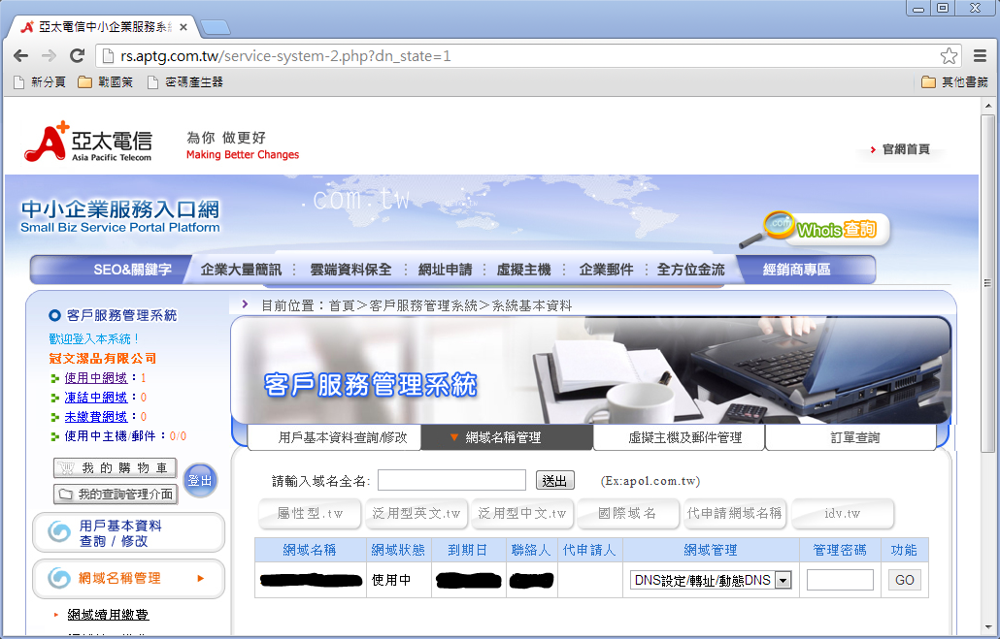 亞太電信中小企業服務系統
rs.aptg.com.tw/service-system-2.php?dn_state=1
新分頁 戰國策 密碼產生器 其他書籤
亞太電信
Asia Pacific Telecom
為你 做更好
Making Better Changes
官網首頁
.com.tw
中小企業服務入口網
Small Biz Service Portal Platform
.com Whois查詢
SEO&關鍵字 企業大量簡訊 雲端資料保全 網址申請 虛擬主機 企業郵件 全方位金流 經銷商專區
客戶服務管理系統
歡迎登入本系統！
冠文潔品有限公司
使用中網域：1
凍結中網域：0
未繳費網域：0
使用中主機/郵件：0/0
我 的 購 物 車
我的查詢管理介面
登出
用戶基本資料
查詢 / 修改
網域名稱管理
網域續用繳費
目前位置：首頁＞客戶服務管理系統＞系統基本資料
客戶服務管理系統
用戶基本資料查詢/修改 網域名稱管理 虛擬主機及郵件管理 訂單查詢
請輸入域名全名: 送出 (Ex:apol.com.tw)
屬性型.tw 泛用型英文.tw 泛用型中文.tw 國際域名 代申請網域名稱 idv.tw
網域名稱 網域狀態 到期日 聯絡人 代申請人 網域管理 管理密碼 功能
使用中 DNS設定/轉址/動態DNS GO